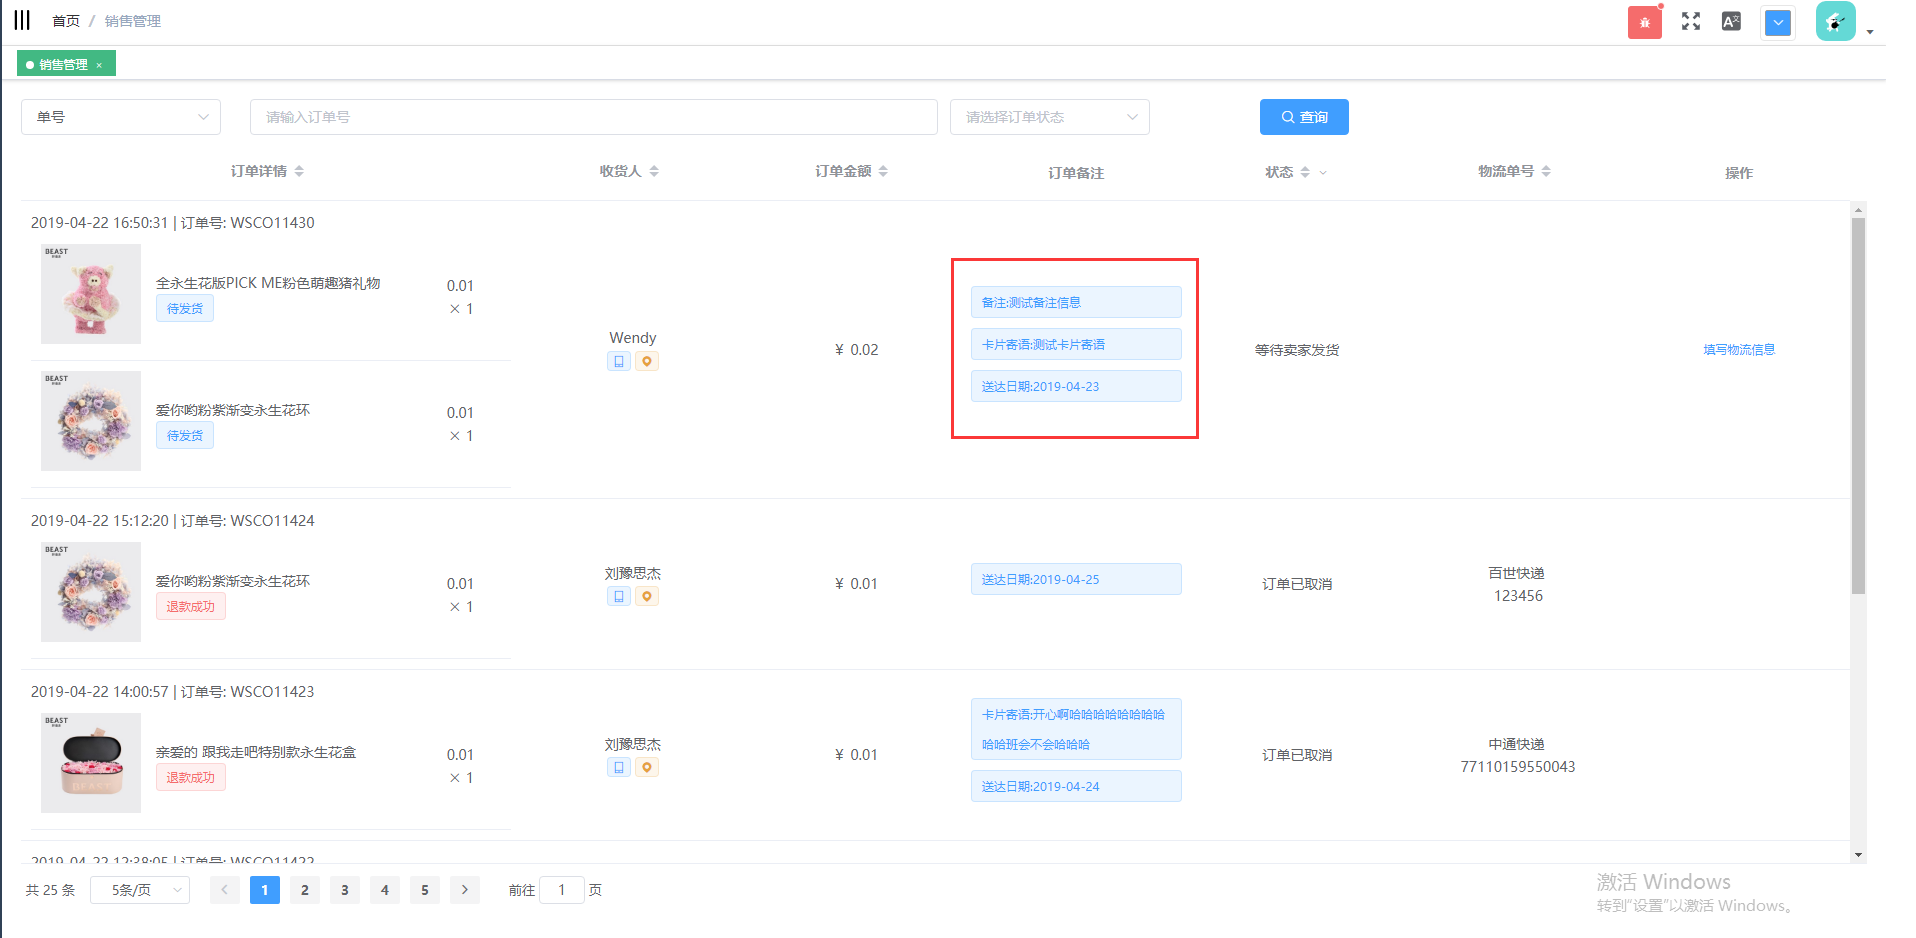 首页 / 销售管理
A文
销售管理 ×
单号
请输入订单号
请选择订单状态
查询
订单详情
收货人
订单金额
订单备注
状态
物流单号
操作
2019-04-22 16:50:31 | 订单号: WSCO11430
BEAST
全永生花版PICK ME粉色萌趣猪礼物
待发货
0.01
× 1
BEAST
爱你哟粉紫渐变永生花环
待发货
0.01
× 1
Wendy
¥ 0.02
备注:测试备注信息
卡片寄语:测试卡片寄语
送达日期:2019-04-23
等待卖家发货
填写物流信息
2019-04-22 15:12:20 | 订单号: WSCO11424
BEAST
爱你哟粉紫渐变永生花环
退款成功
0.01
× 1
刘豫思杰
¥ 0.01
送达日期:2019-04-25
订单已取消
百世快递
123456
2019-04-22 14:00:57 | 订单号: WSCO11423
BEAST
亲爱的 跟我走吧特别款永生花盒
退款成功
0.01
× 1
刘豫思杰
¥ 0.01
卡片寄语:开心啊哈哈哈哈哈哈哈哈
哈哈班会不会哈哈哈
送达日期:2019-04-24
订单已取消
中通快递
77110159550043
2019-04-22 12:38:05 | 订单号: WSCO11422
共 25 条
5条/页
1
2
3
4
5
前往 1 页
激活 Windows
转到“设置”以激活 Windows。